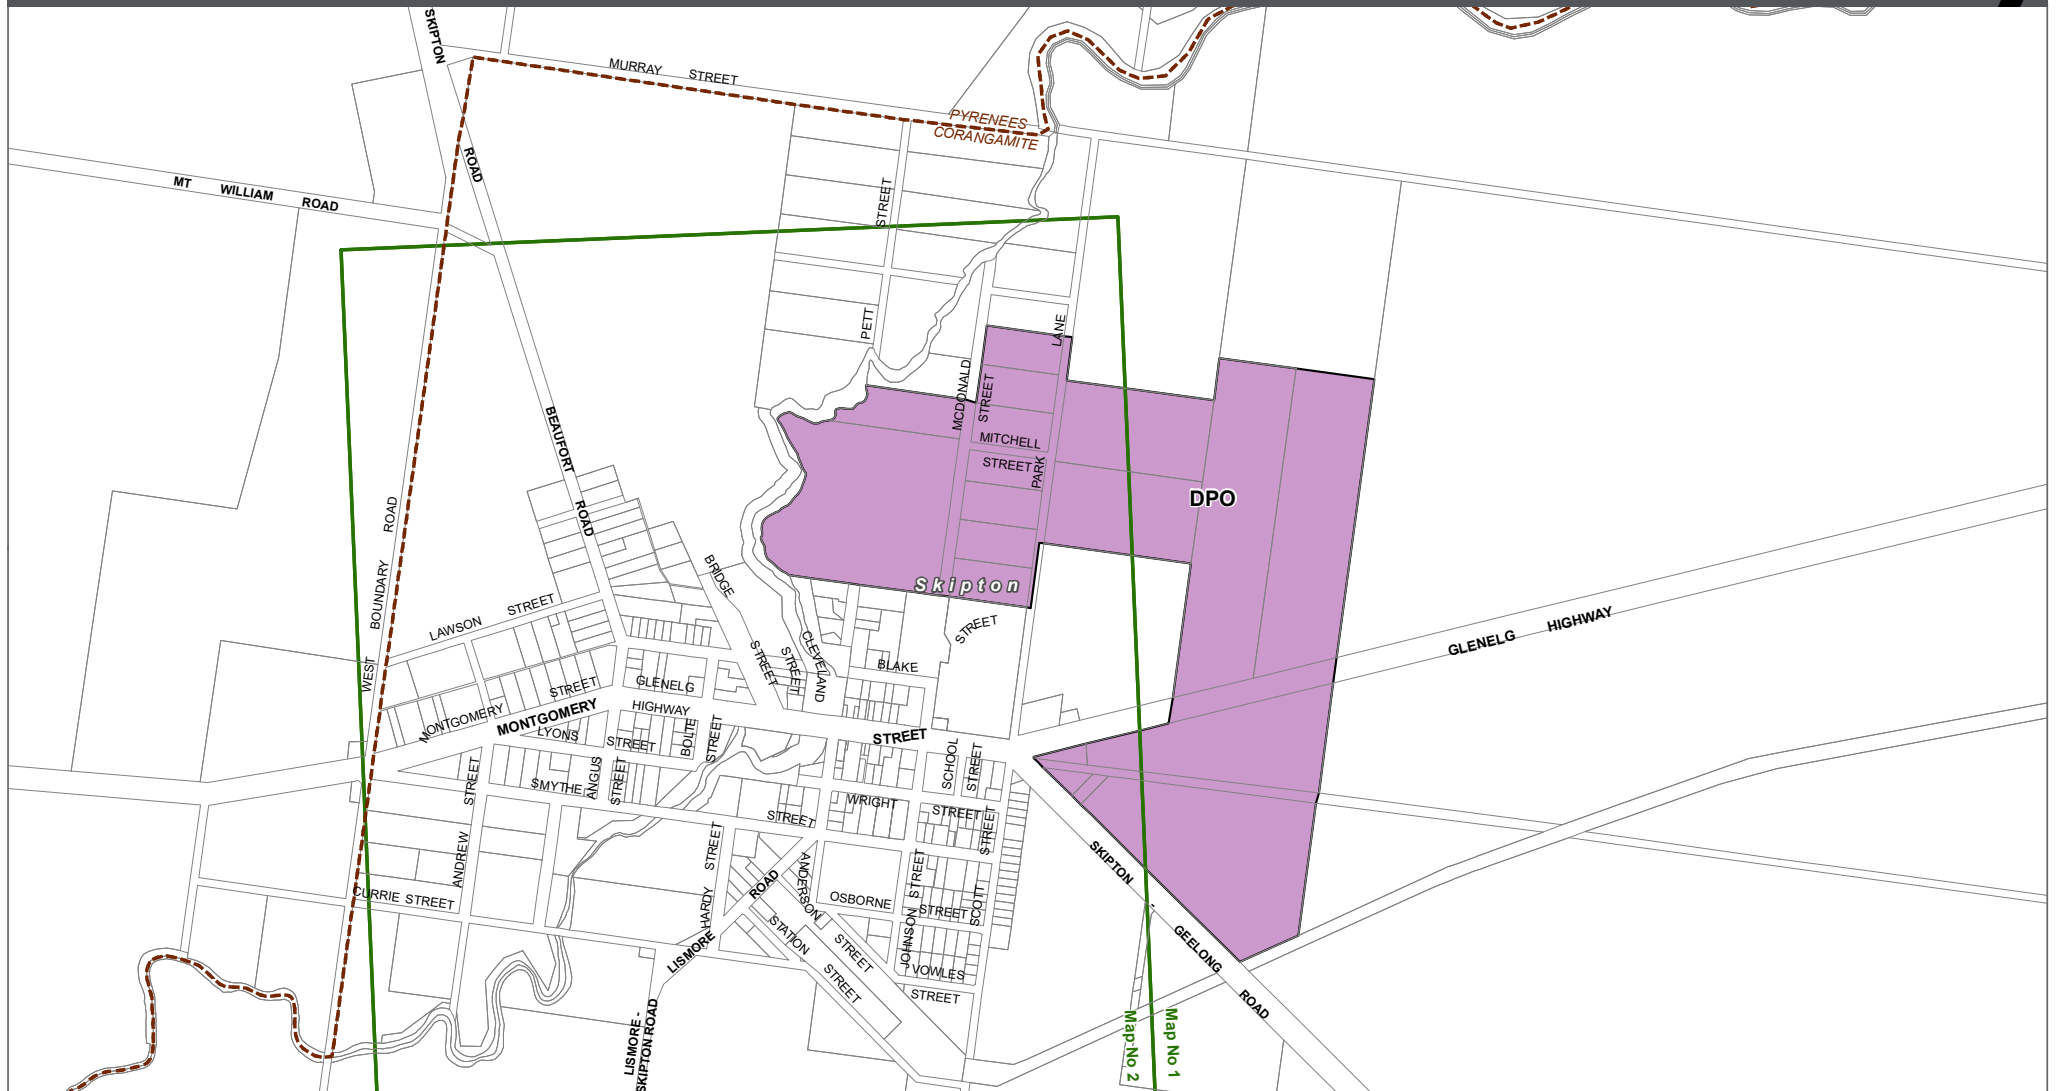 SKIPTON
MURRAY STREET
PYRENEES
CORANGAMITE
ROAD
MT WILLIAM ROAD
STREET
PETT
LANE
MCDONALD
STREET
MITCHELL
STREET
PARK
BEAUFORT
ROAD
DPO
ROAD
BOUNDARY
WEST
BRIDGE
STREET
Skipton
LAWSON STREET
STREET
STREET
CLEVELAND
BLAKE
GLENELG HIGHWAY
GLENELG
STREET
MONTGOMERY
MONTGOMERY
HIGHWAY
STREET
LYONS STREET
BOLTE
STREET
SCHOOL
STREET
STREET
SMYTHE
ANGUS
STREET
WRIGHT
STREET
STREET
STREET
ANDREW
STREET
SKIPTON
-
GEELONG
ROAD
ROAD
ANDERSON
STREET
CURRIE STREET
HARDY
OSBORNE
STREET
SCOTT
JOHNSON
STATION
STREET
STREET
LISMORE
VOWLES
STREET
LISMORE -
SKIPTON ROAD
Map No 2
Map No 1